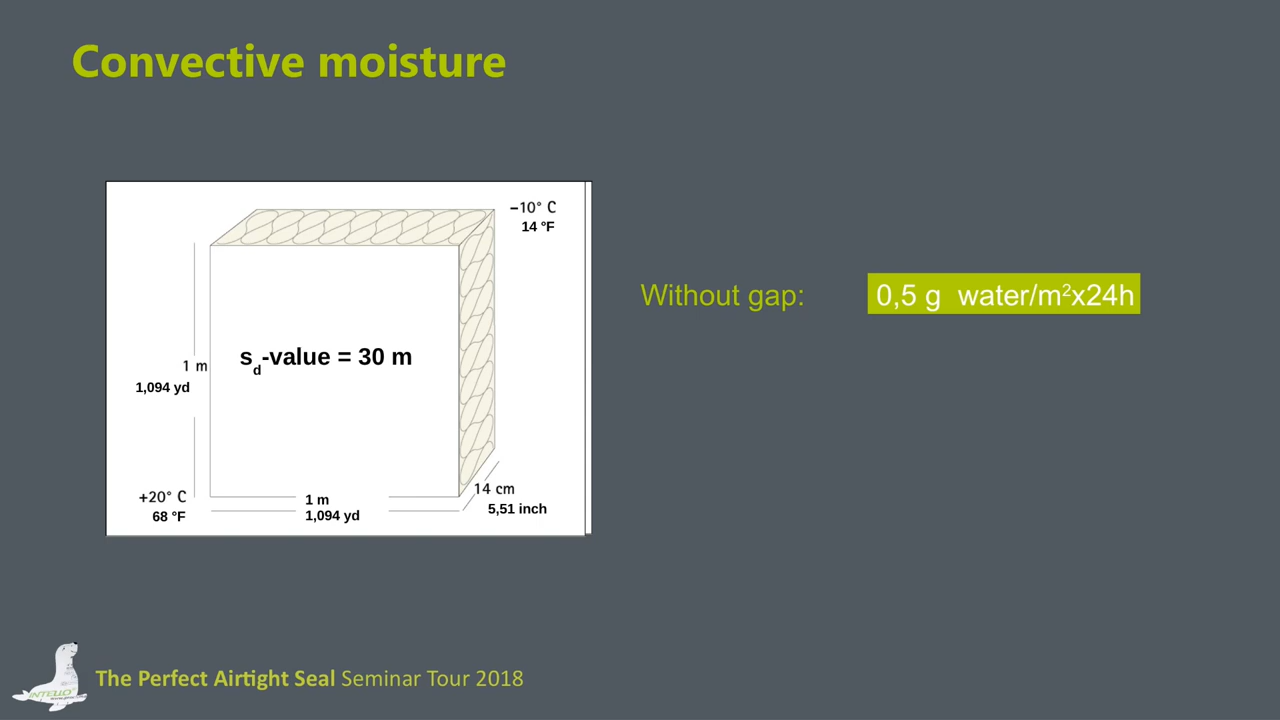 Convective moisture
–10° C
14 °F
Without gap:
0,5 g water/m²x24h
sd-value = 30 m
1 m
1,094 yd
+20° C
68 °F
1 m
1,094 yd
14 cm
5,51 inch
INTELLO
The Perfect Airtight Seal Seminar Tour 2018